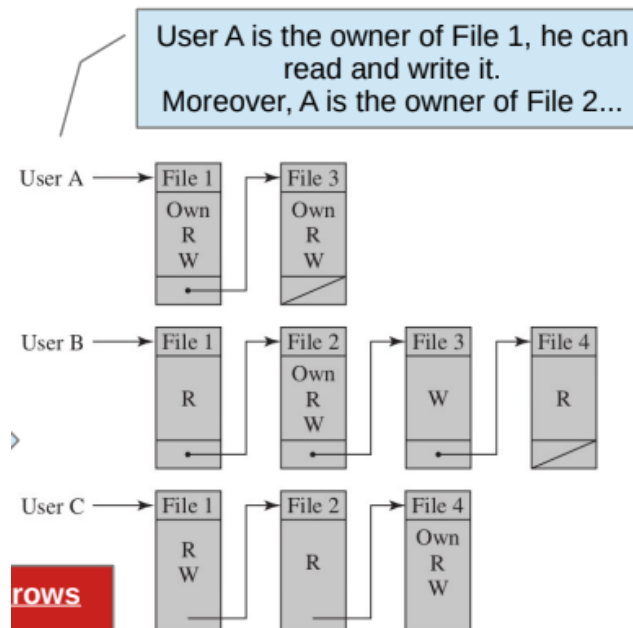 User A is the owner of File 1, he can
read and write it.
Moreover, A is the owner of File 2...
User A
File 1
Own
R
W
File 3
Own
R
W
User B
File 1
R
File 2
Own
R
W
File 3
W
File 4
R
User C
File 1
R
W
File 2
R
File 4
Own
R
W
rows